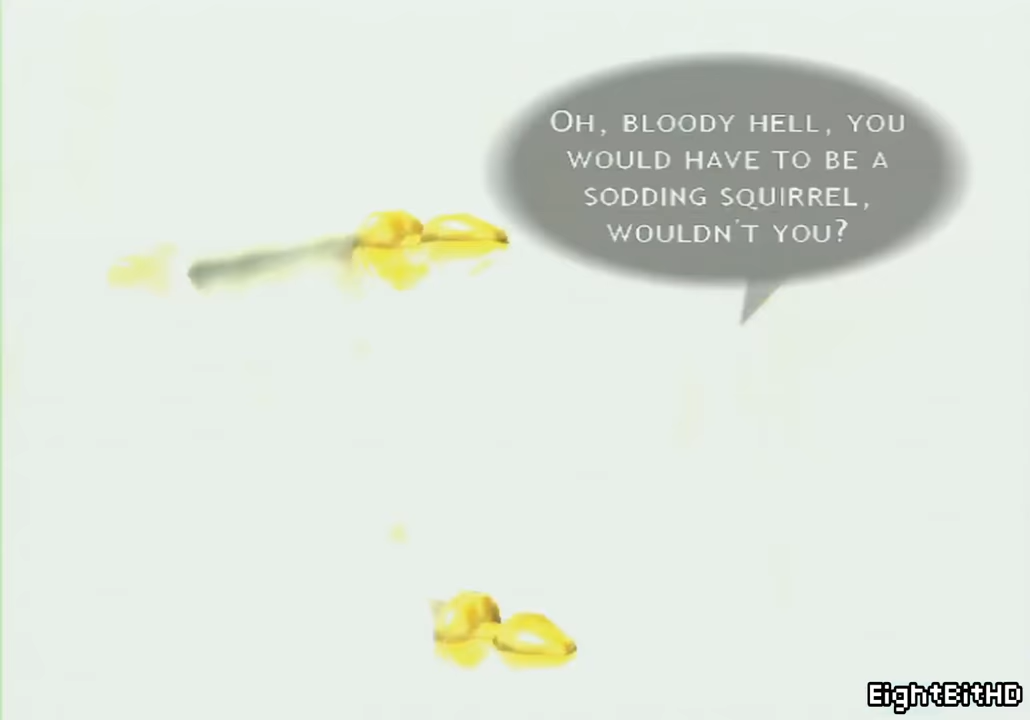 OH, BLOODY HELL, YOU
WOULD HAVE TO BE A
SODDING SQUIRREL,
WOULDN'T YOU?
EightBitHD